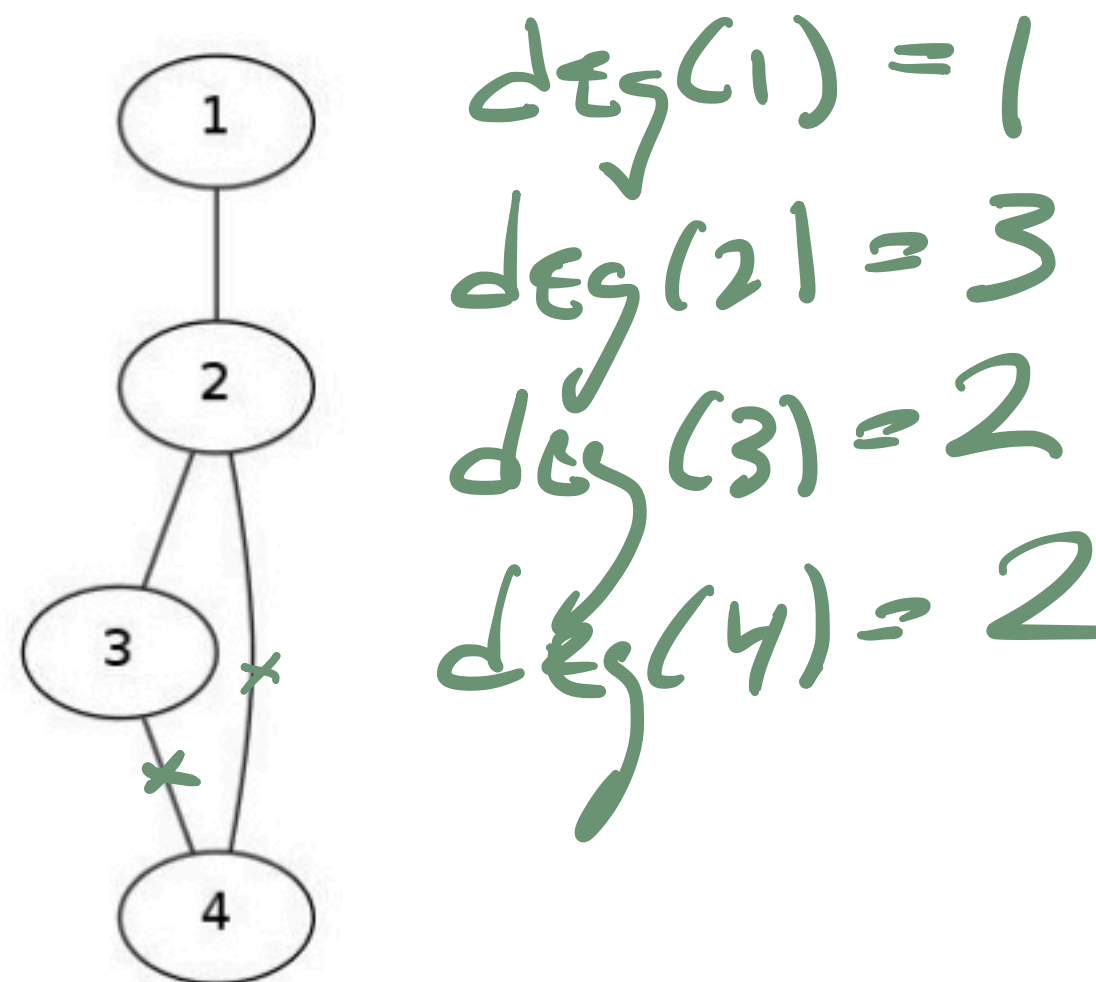 1
deg(1) = 1
2
deg(2) = 3
3
deg(3) = 2
4
deg(4) = 2